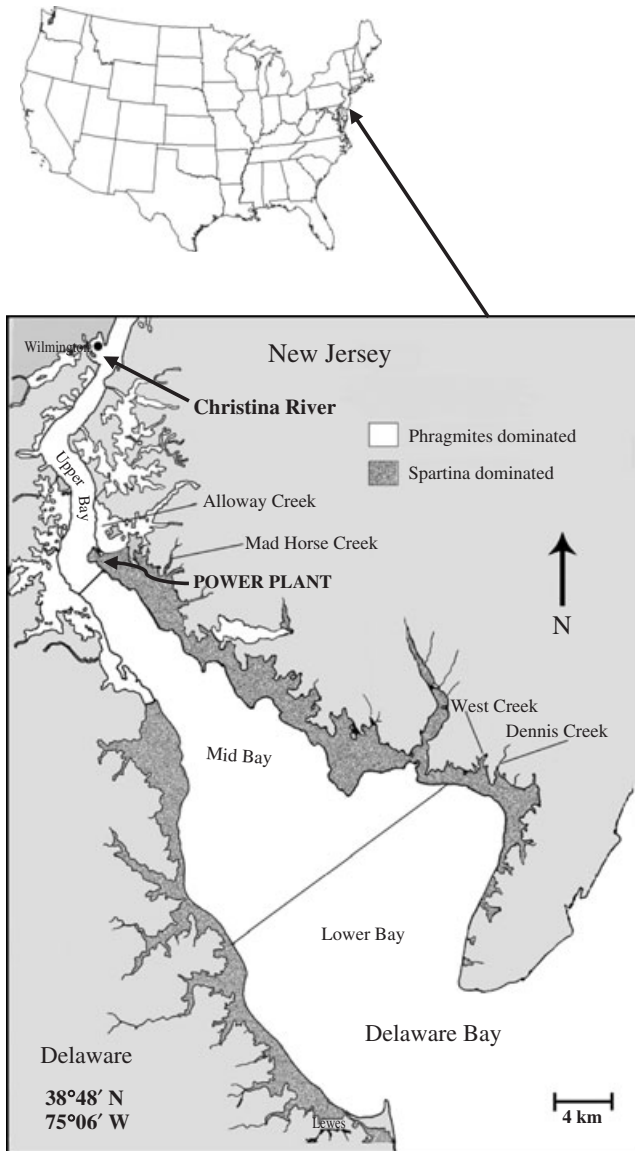 Wilmington
New Jersey
Christina River
Phragmites dominated
Spartina dominated
Upper Bay
Alloway Creek
Mad Horse Creek
POWER PLANT
N
West Creek
Dennis Creek
Mid Bay
Lower Bay
Delaware Bay
Delaware
38°48′ N
75°06′ W
4 km
Lewes